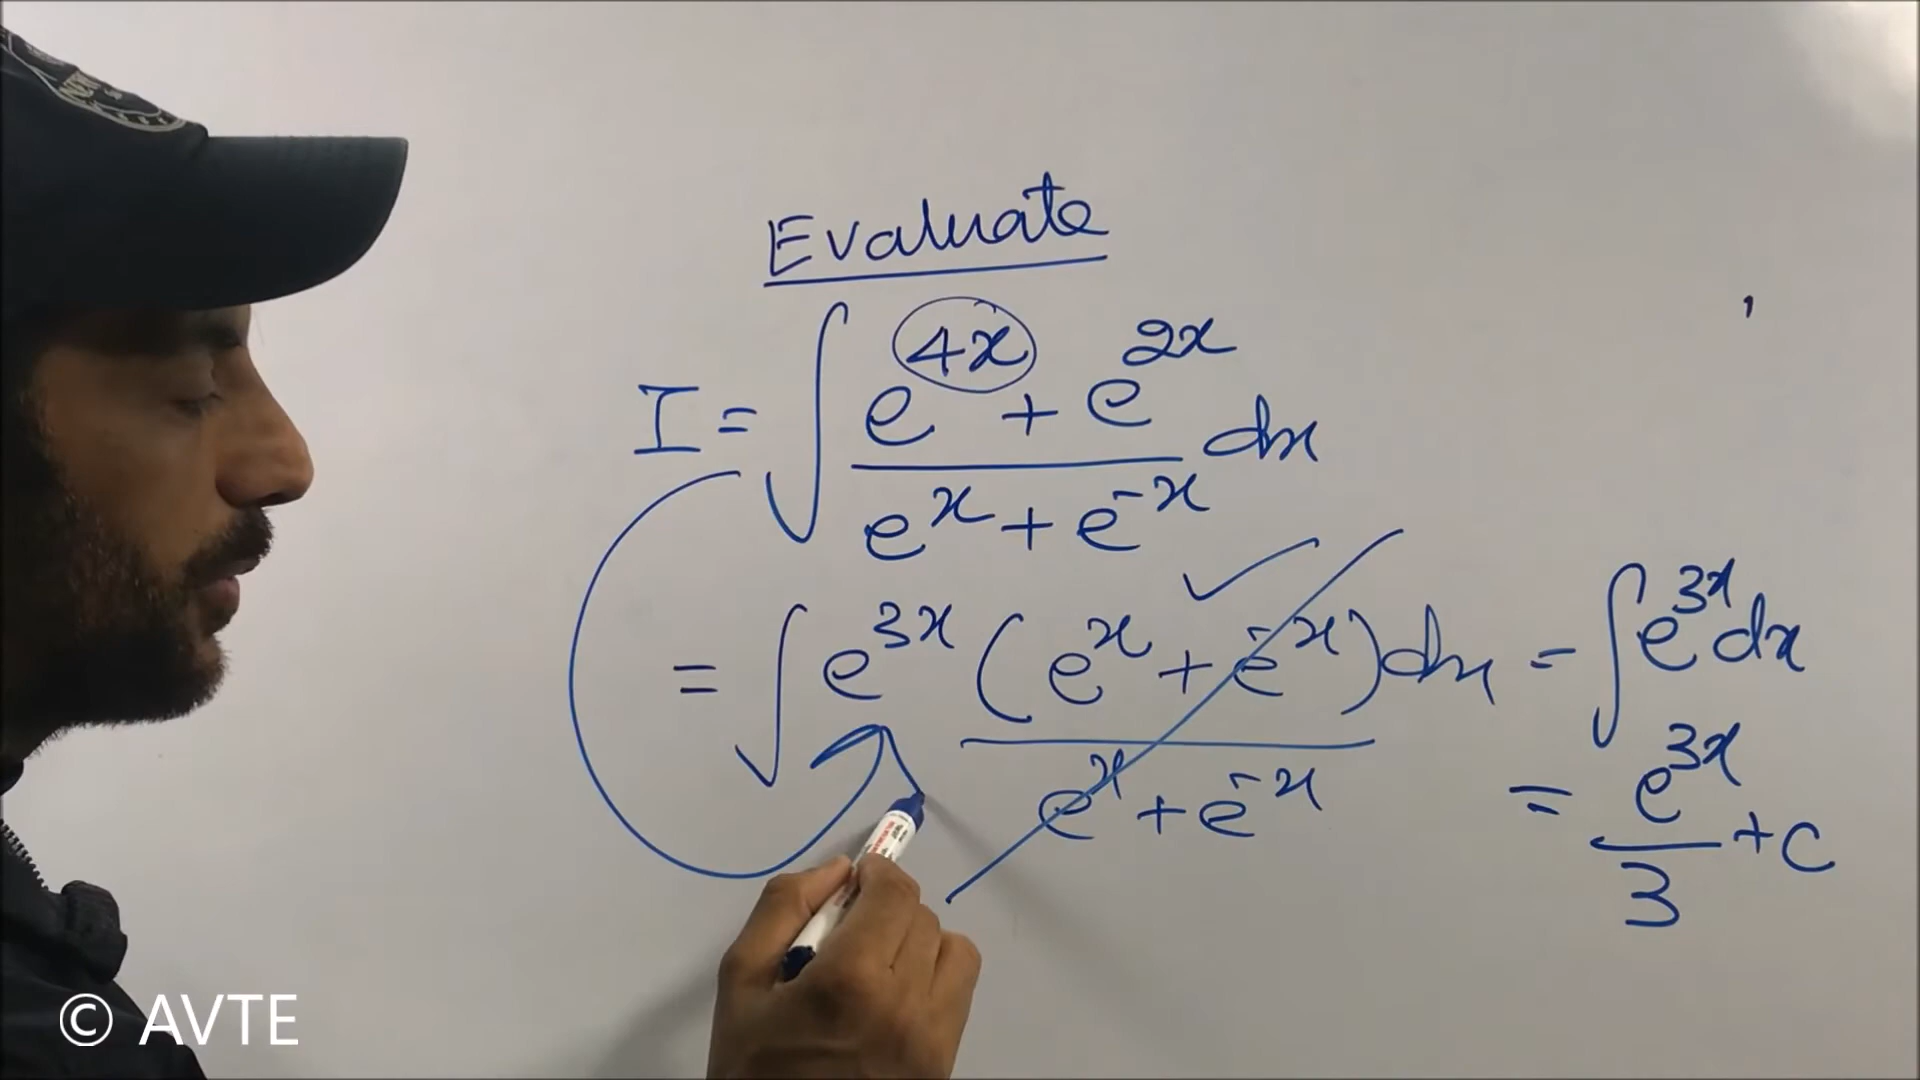 Evaluate
I = ∫ (e^{4x} + e^{2x}) / (e^x + e^{-x}) dx
= ∫ e^{3x} (e^x + e^{-x}) / (e^x + e^{-x}) dx = ∫ e^{3x} dx
= e^{3x} / 3 + c
© AVTE